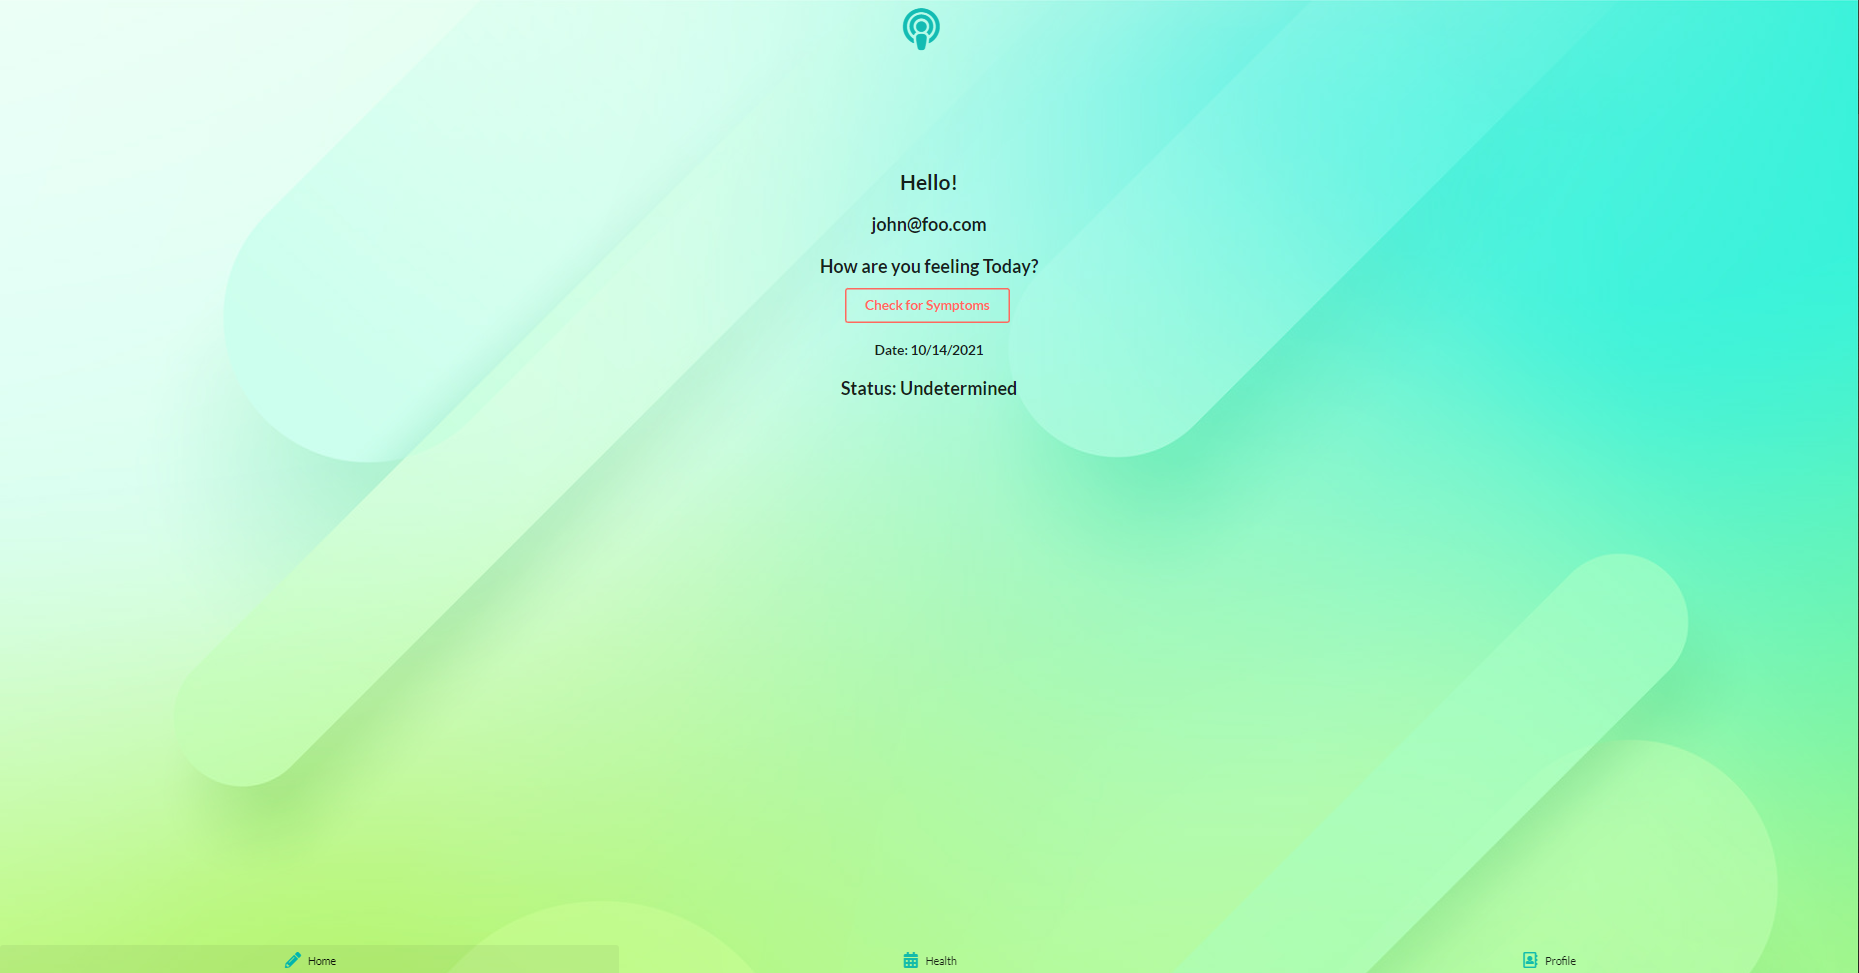 Hello!
john@foo.com
How are you feeling Today?
Check for Symptoms
Date: 10/14/2021
Status: Undetermined
Home
Health
Profile